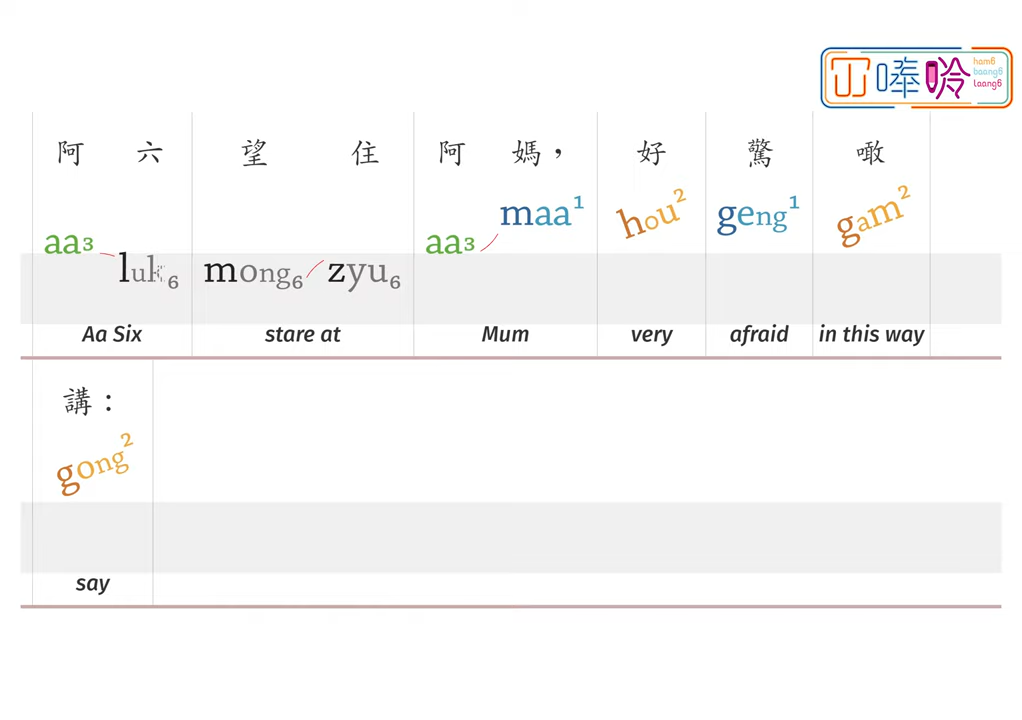 冚唪唥
ham6
baang6
laang6
阿 六 望 住 阿 媽， 好 驚 噉
aa3 luk6 mong6 zyu6 aa3 maa1 hou2 geng1 gam2
Aa Six stare at Mum very afraid in this way
講：
gong2
say